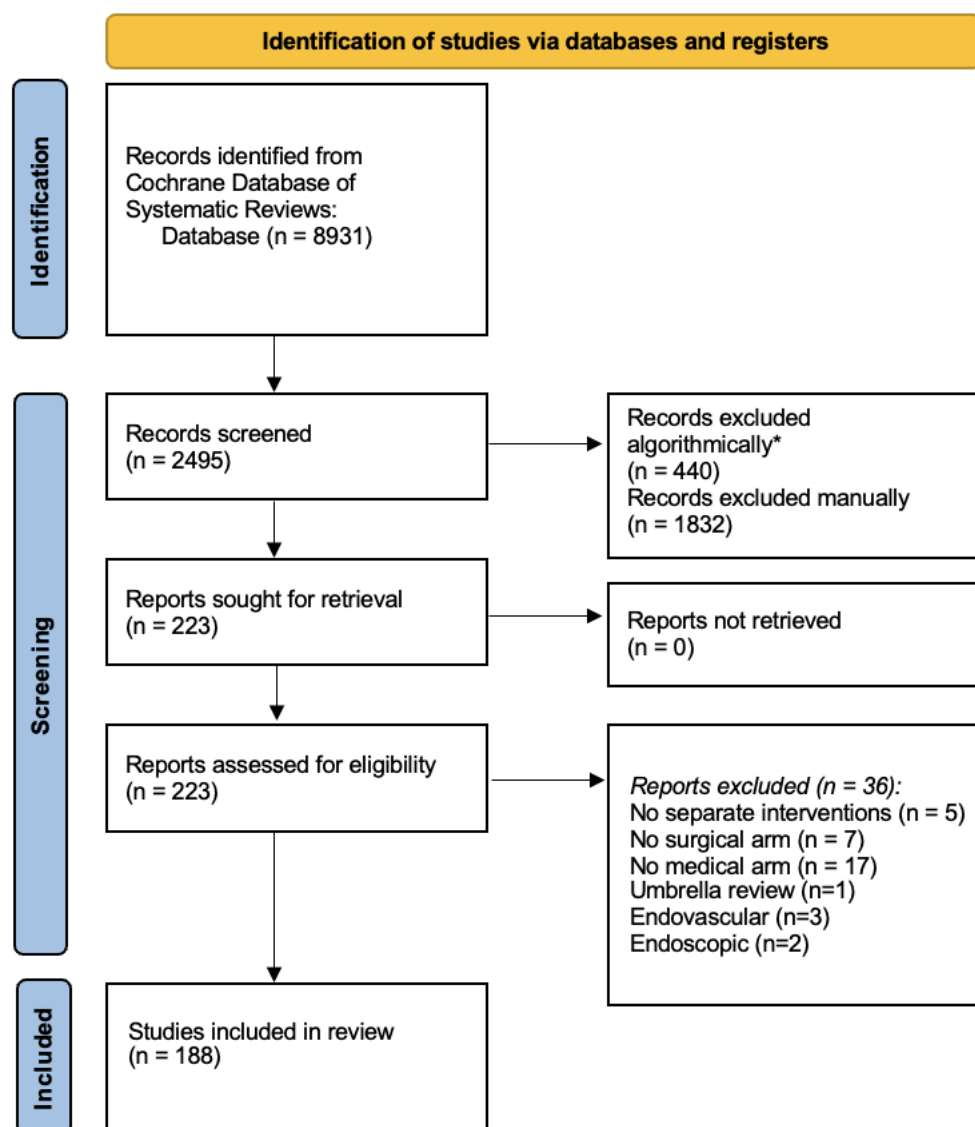 Identification of studies via databases and registers
Identification
Records identified from
Cochrane Database of
Systematic Reviews:
Database (n = 8931)
Screening
Records screened
(n = 2495)
Records excluded
algorithmically*
(n = 440)
Records excluded manually
(n = 1832)
Reports sought for retrieval
(n = 223)
Reports not retrieved
(n = 0)
Reports assessed for eligibility
(n = 223)
Reports excluded (n = 36):
No separate interventions (n = 5)
No surgical arm (n = 7)
No medical arm (n = 17)
Umbrella review (n=1)
Endovascular (n=3)
Endoscopic (n=2)
Included
Studies included in review
(n = 188)